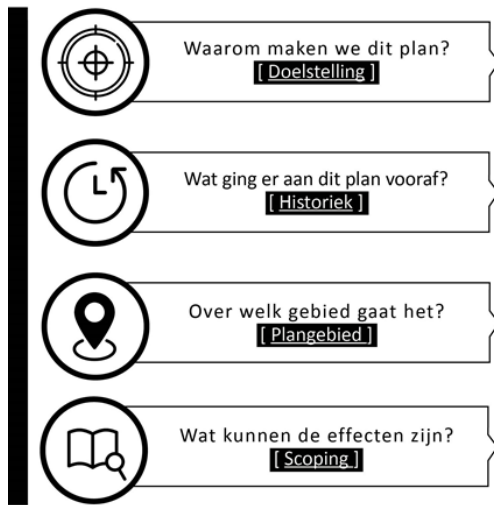 Waarom maken we dit plan?
[ Doelstelling ]
Wat ging er aan dit plan vooraf?
[ Historiek ]
Over welk gebied gaat het?
[ Plangebied ]
Wat kunnen de effecten zijn?
[ Scoping ]